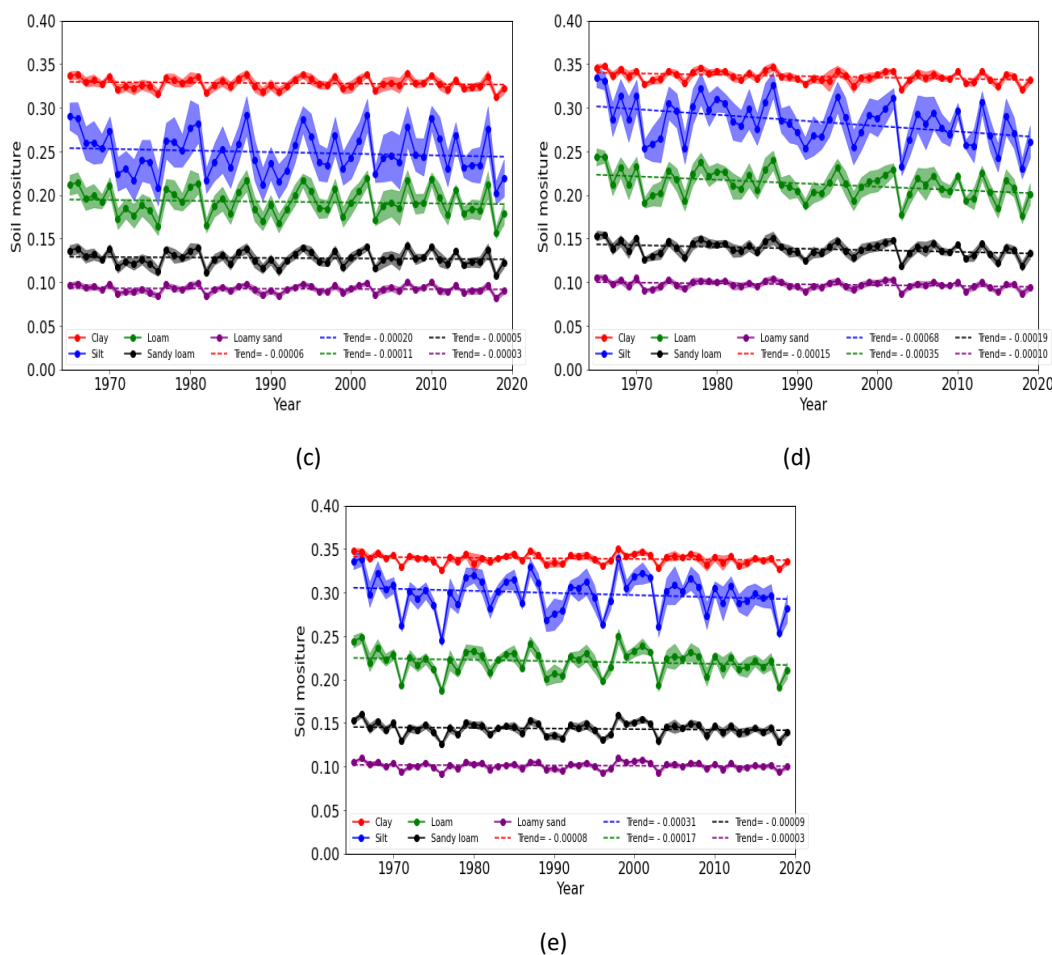 0.40
0.35
0.30
0.25
0.20
0.15
0.10
0.05
0.00
Soil mositure
Clay Loam Loamy sand Trend= - 0.00020 Trend= - 0.00005
Silt Sandy loam Trend= - 0.00006 Trend= - 0.00011 Trend= - 0.00003
1970 1980 1990 2000 2010 2020
Year
(c)
0.40
0.35
0.30
0.25
0.20
0.15
0.10
0.05
0.00
Soil mositure
Clay Loam Loamy sand Trend= - 0.00068 Trend= - 0.00019
Silt Sandy loam Trend= - 0.00015 Trend= - 0.00035 Trend= - 0.00010
1970 1980 1990 2000 2010 2020
Year
(d)
0.40
0.35
0.30
0.25
0.20
0.15
0.10
0.05
0.00
Soil mositure
Clay Loam Loamy sand Trend= - 0.00031 Trend= - 0.00009
Silt Sandy loam Trend= - 0.00008 Trend= - 0.00017 Trend= - 0.00003
1970 1980 1990 2000 2010 2020
Year
(e)